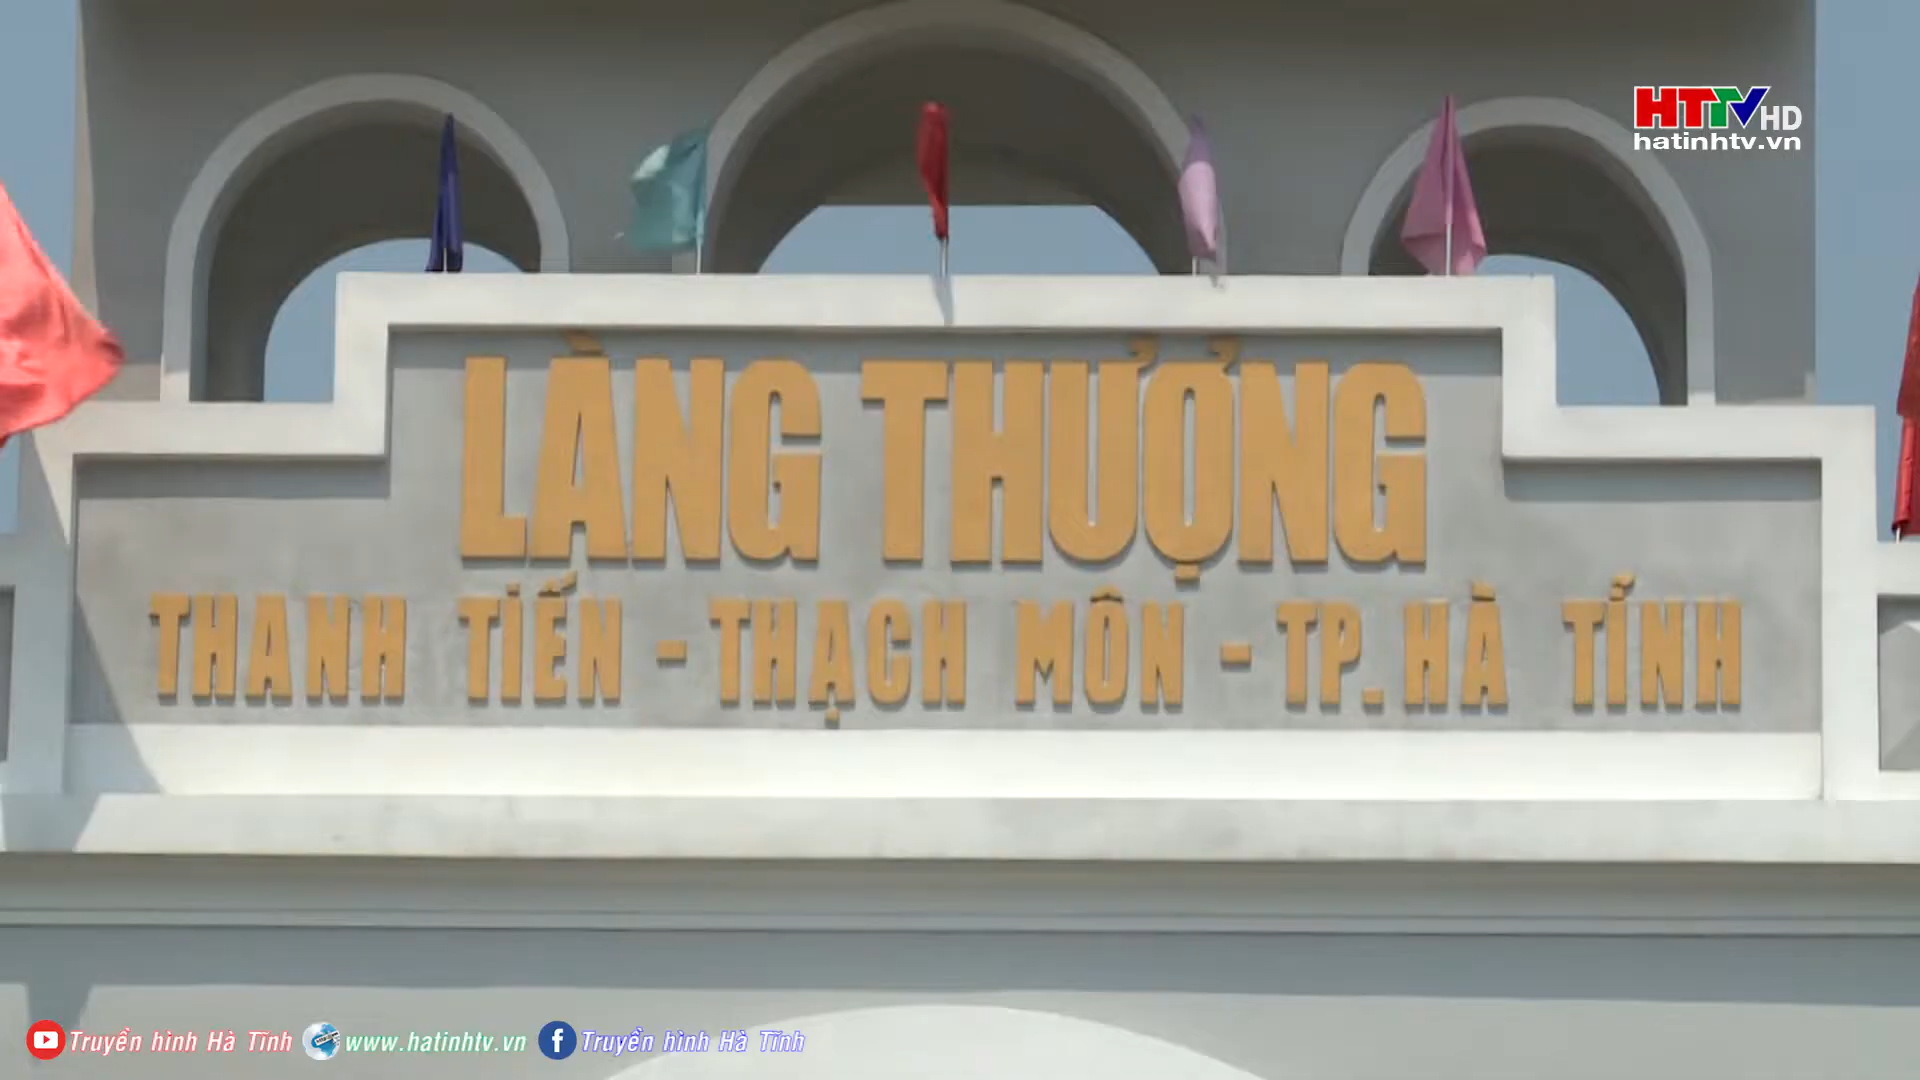 HTTV HD
hatinhtv.vn
LÀNG THƯỢNG
THANH TIẾN - THẠCH MÔN - TP. HÀ TĨNH
Truyền hình Hà Tĩnh www.hatinhtv.vn Truyền hình Hà Tĩnh